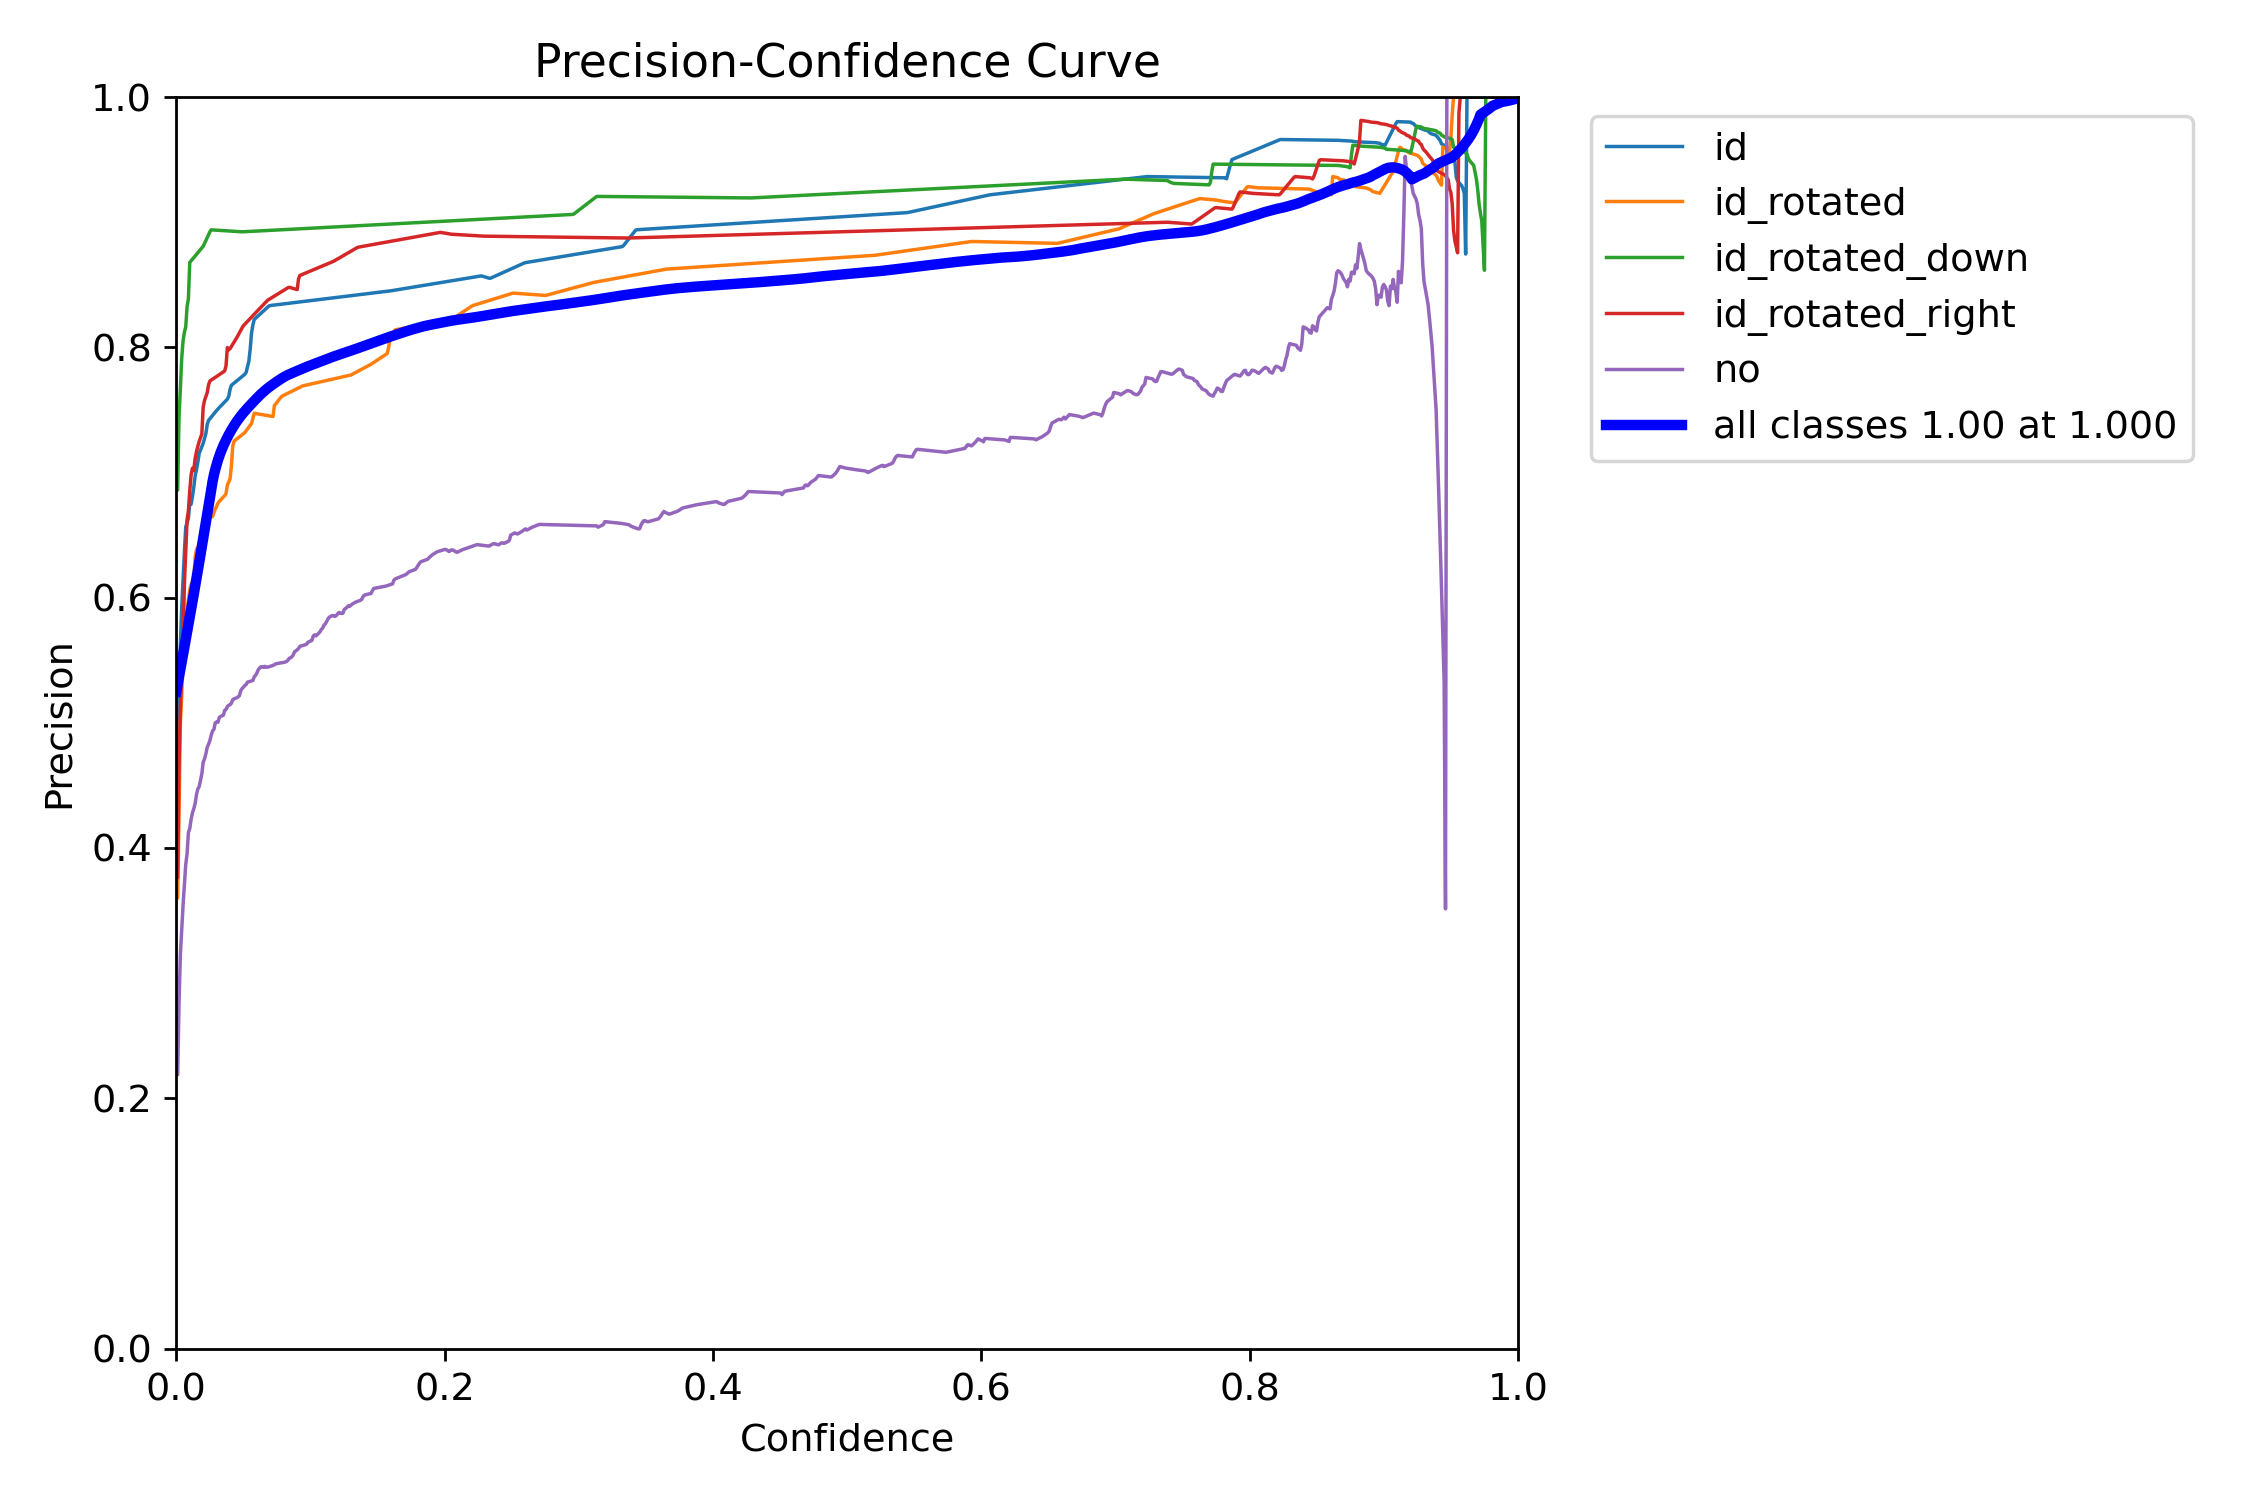 Precision-Confidence Curve
1.0
0.8
0.6
0.4
0.2
0.0
Precision
0.0 0.2 0.4 0.6 0.8 1.0
Confidence
id
id_rotated
id_rotated_down
id_rotated_right
no
all classes 1.00 at 1.000